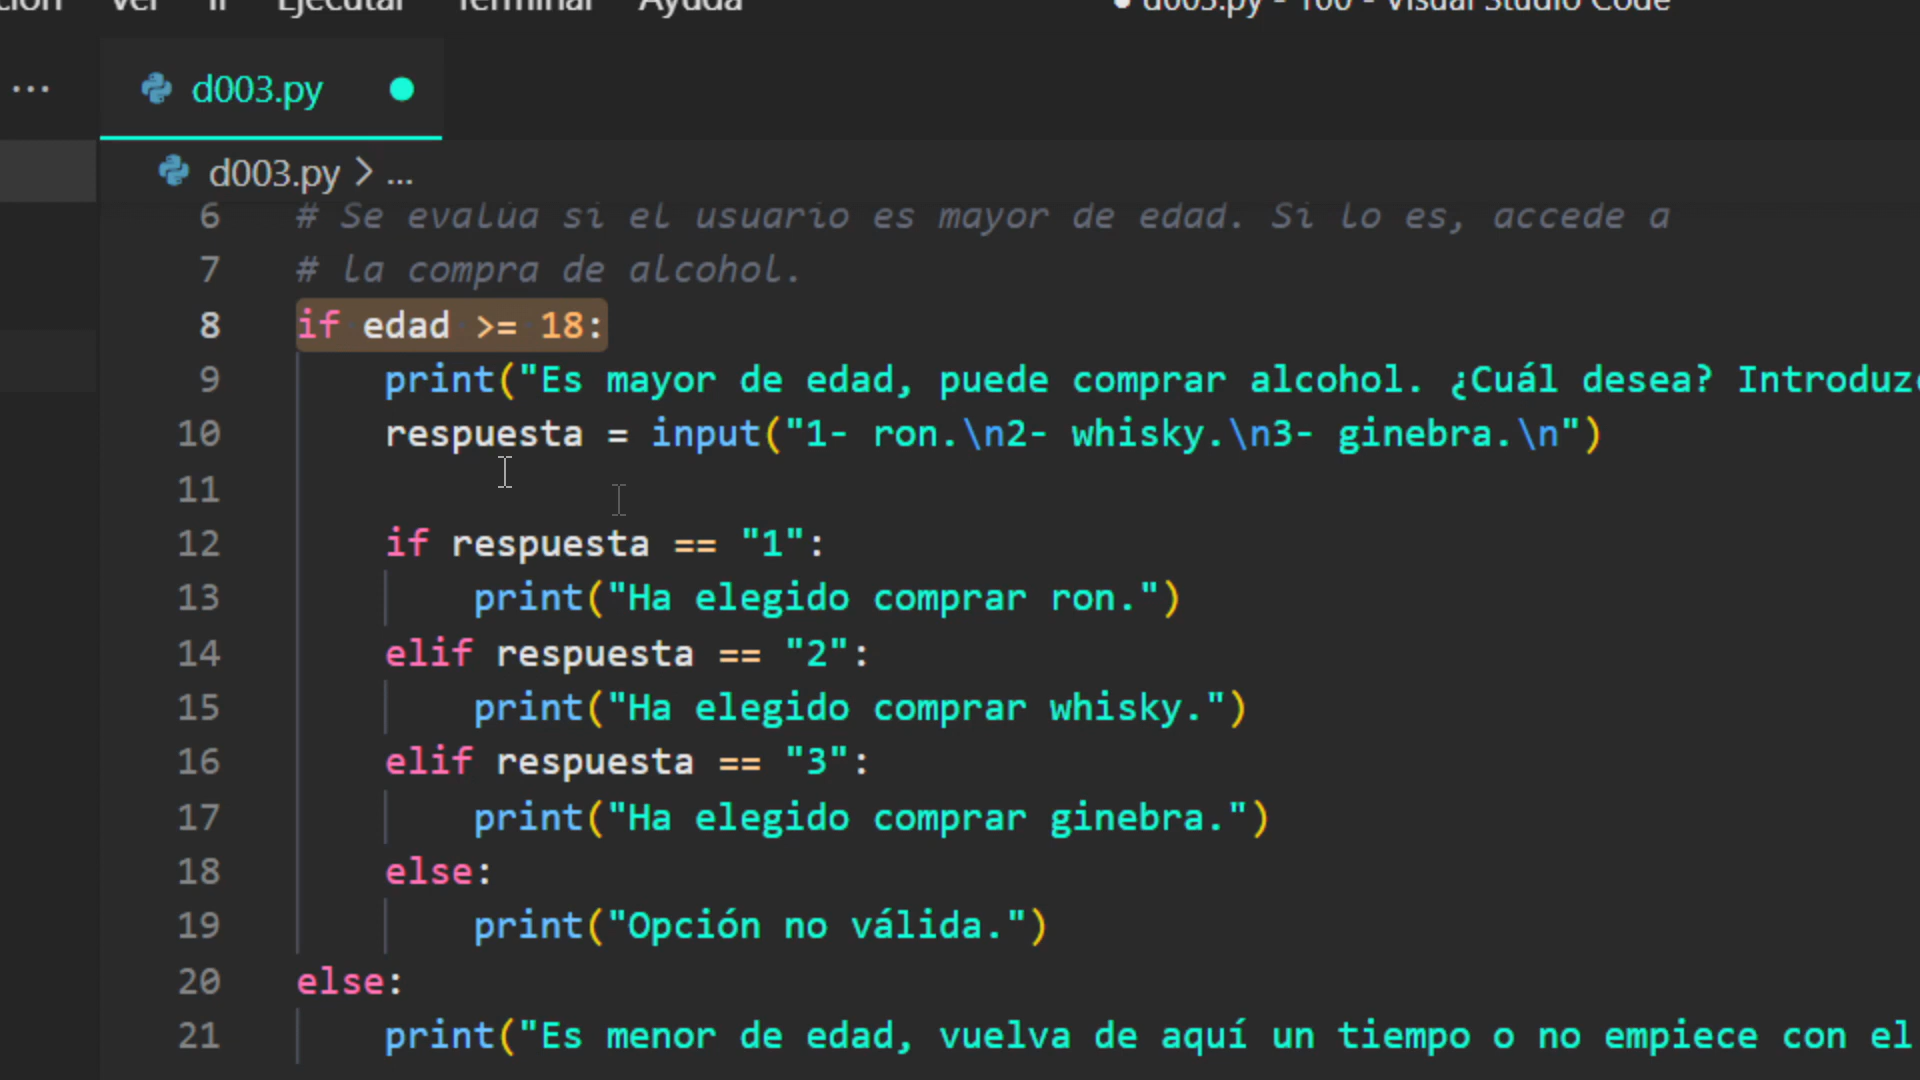 Ver Ir Ejecutar Terminal Ayuda ● d003.py - 100 - Visual Studio Code
... d003.py ●
d003.py > ...
6 # Se evalúa si el usuario es mayor de edad. Si lo es, accede a
7 # la compra de alcohol.
8 if edad >= 18:
9 print("Es mayor de edad, puede comprar alcohol. ¿Cuál desea? Introduz
10 respuesta = input("1- ron.\n2- whisky.\n3- ginebra.\n")
11
12 if respuesta == "1":
13 print("Ha elegido comprar ron.")
14 elif respuesta == "2":
15 print("Ha elegido comprar whisky.")
16 elif respuesta == "3":
17 print("Ha elegido comprar ginebra.")
18 else:
19 print("Opción no válida.")
20 else:
21 print("Es menor de edad, vuelva de aquí un tiempo o no empiece con el